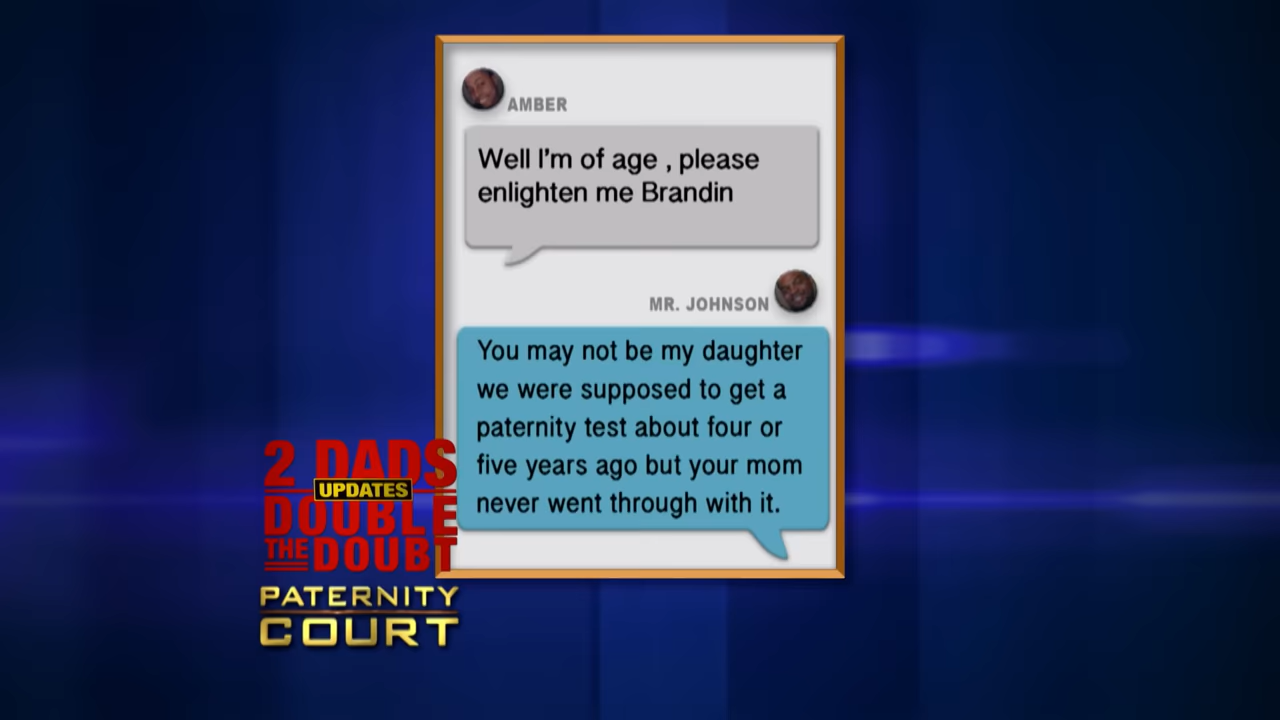 AMBER
Well I'm of age , please
enlighten me Brandin
MR. JOHNSON
You may not be my daughter
we were supposed to get a
paternity test about four or
five years ago but your mom
never went through with it.
2 DADS
UPDATES
DOUBLE
THE DOUBT
PATERNITY
COURT